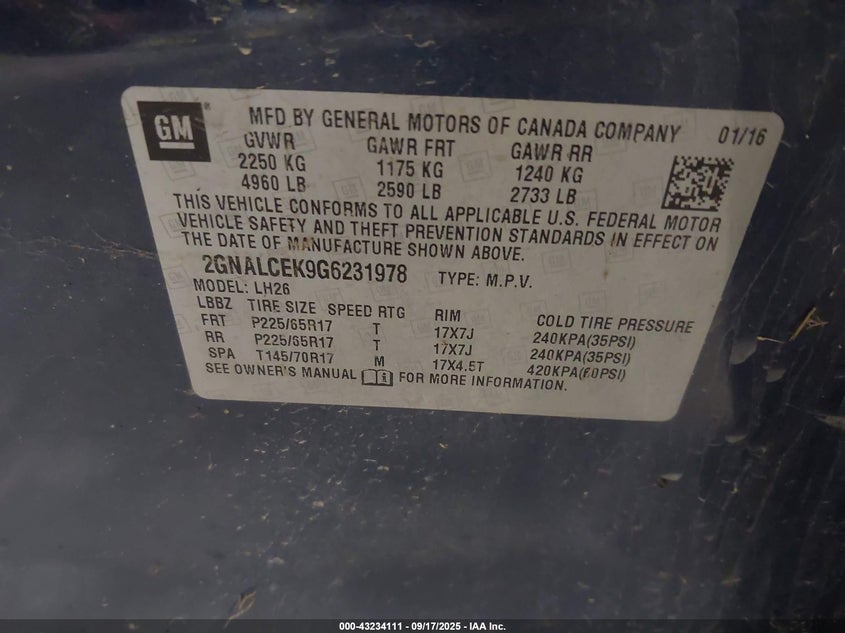 GM
MFD BY GENERAL MOTORS OF CANADA COMPANY 01/16
GVWR GAWR FRT GAWR RR
2250 KG 1175 KG 1240 KG
4960 LB 2590 LB 2733 LB
THIS VEHICLE CONFORMS TO ALL APPLICABLE U.S. FEDERAL MOTOR
VEHICLE SAFETY AND THEFT PREVENTION STANDARDS IN EFFECT ON
THE DATE OF MANUFACTURE SHOWN ABOVE.
2GNALCEK9G6231978 TYPE: M.P.V.
MODEL: LH26
LBBZ TIRE SIZE SPEED RTG RIM COLD TIRE PRESSURE
FRT P225/65R17 T 17X7J 240KPA(35PSI)
RR P225/65R17 T 17X7J 240KPA(35PSI)
SPA T145/70R17 M 17X4.5T 420KPA(60PSI)
SEE OWNER'S MANUAL FOR MORE INFORMATION.
000-43234111 - 09/17/2025 - IAA Inc.